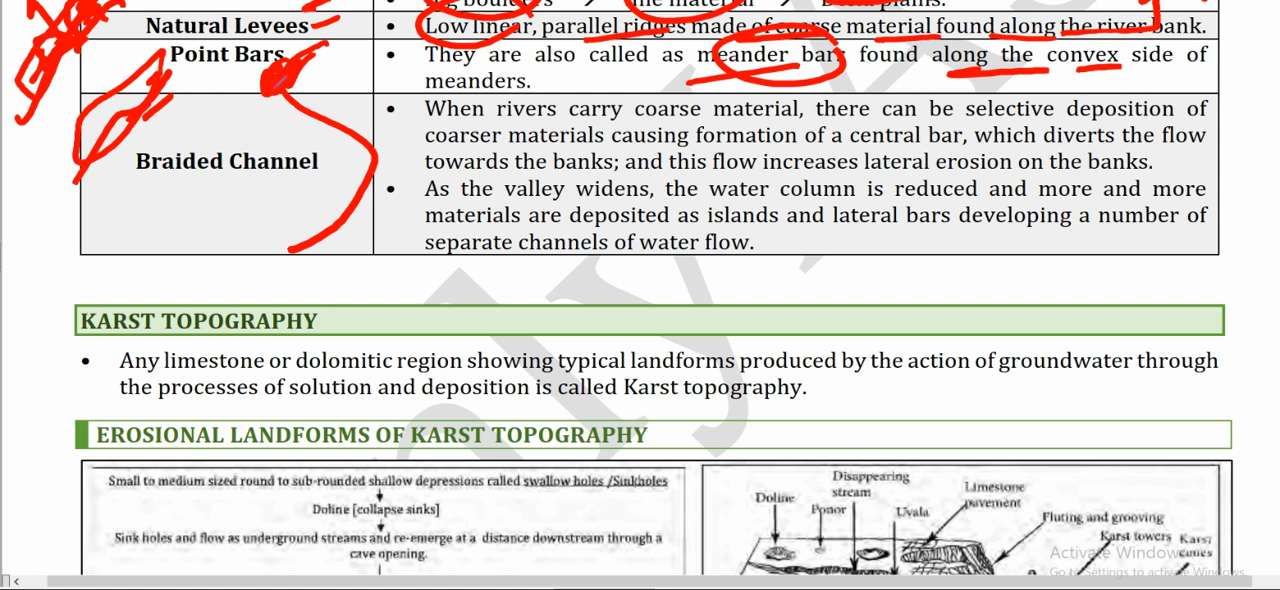 Natural Levees
• Low linear, parallel ridges made of coarse material found along the river bank.
Point Bars
• They are also called as meander bars found along the convex side of
meanders.
Braided Channel
• When rivers carry coarse material, there can be selective deposition of
coarser materials causing formation of a central bar, which diverts the flow
towards the banks; and this flow increases lateral erosion on the banks.
• As the valley widens, the water column is reduced and more and more
materials are deposited as islands and lateral bars developing a number of
separate channels of water flow.
KARST TOPOGRAPHY
• Any limestone or dolomitic region showing typical landforms produced by the action of groundwater through
the processes of solution and deposition is called Karst topography.
EROSIONAL LANDFORMS OF KARST TOPOGRAPHY
Small to medium sized round to sub-rounded shallow depressions called swallow holes /Sinkholes
Doline [collapse sinks]
Sink holes and flow as underground streams and re-emerge at a distance downstream through a
cave opening.
Disappearing
stream
Doline
Ponor
Uvala
Limestone
pavement
Fluting and grooving
Karst towers
Karst
cones
Activate Windows
Go to Settings to activate Windows.